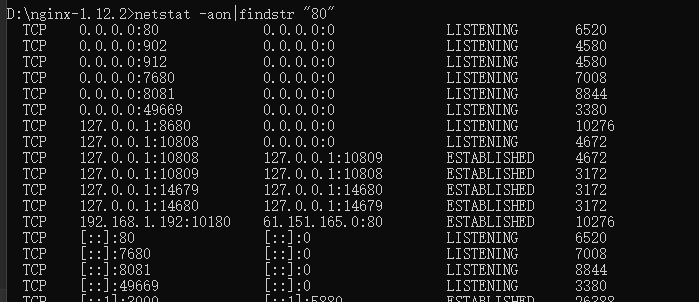 D:\nginx-1.12.2>netstat -aon|findstr "80"
TCP 0.0.0.0:80 0.0.0.0:0 LISTENING 6520
TCP 0.0.0.0:902 0.0.0.0:0 LISTENING 4580
TCP 0.0.0.0:912 0.0.0.0:0 LISTENING 4580
TCP 0.0.0.0:7680 0.0.0.0:0 LISTENING 7008
TCP 0.0.0.0:8081 0.0.0.0:0 LISTENING 8844
TCP 0.0.0.0:49669 0.0.0.0:0 LISTENING 3380
TCP 127.0.0.1:8680 0.0.0.0:0 LISTENING 10276
TCP 127.0.0.1:10808 0.0.0.0:0 LISTENING 4672
TCP 127.0.0.1:10808 127.0.0.1:10809 ESTABLISHED 4672
TCP 127.0.0.1:10809 127.0.0.1:10808 ESTABLISHED 3172
TCP 127.0.0.1:14679 127.0.0.1:14680 ESTABLISHED 3172
TCP 127.0.0.1:14680 127.0.0.1:14679 ESTABLISHED 3172
TCP 192.168.1.192:10180 61.151.165.0:80 ESTABLISHED 10276
TCP [::]:80 [::]:0 LISTENING 6520
TCP [::]:7680 [::]:0 LISTENING 7008
TCP [::]:8081 [::]:0 LISTENING 8844
TCP [::]:49669 [::]:0 LISTENING 3380
TCP ESTABLISHED